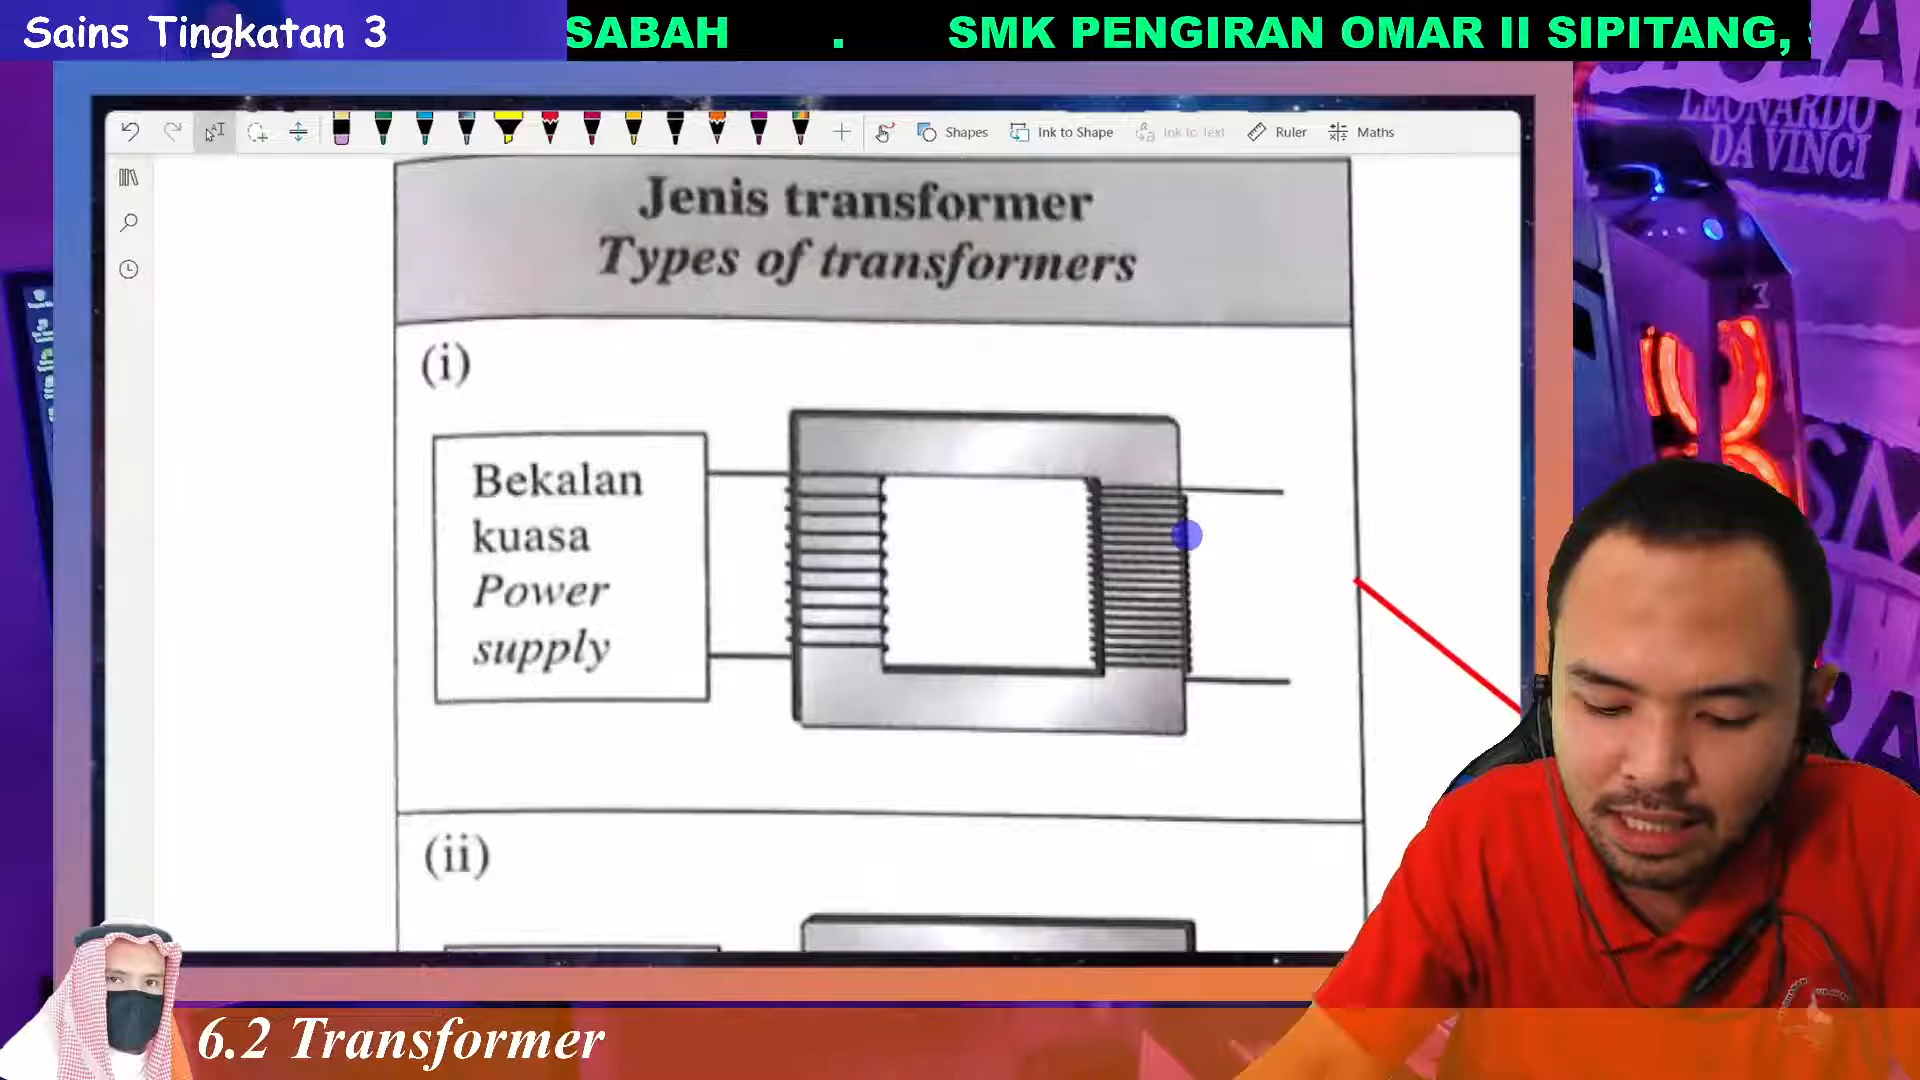 Sains Tingkatan 3
SABAH . SMK PENGIRAN OMAR II SIPITANG,
LEONARDO
DA VINCI
Shapes Ink to Shape Ink to Text Ruler Maths
Jenis transformer
Types of transformers
(i)
Bekalan
kuasa
Power
supply
(ii)
6.2 Transformer